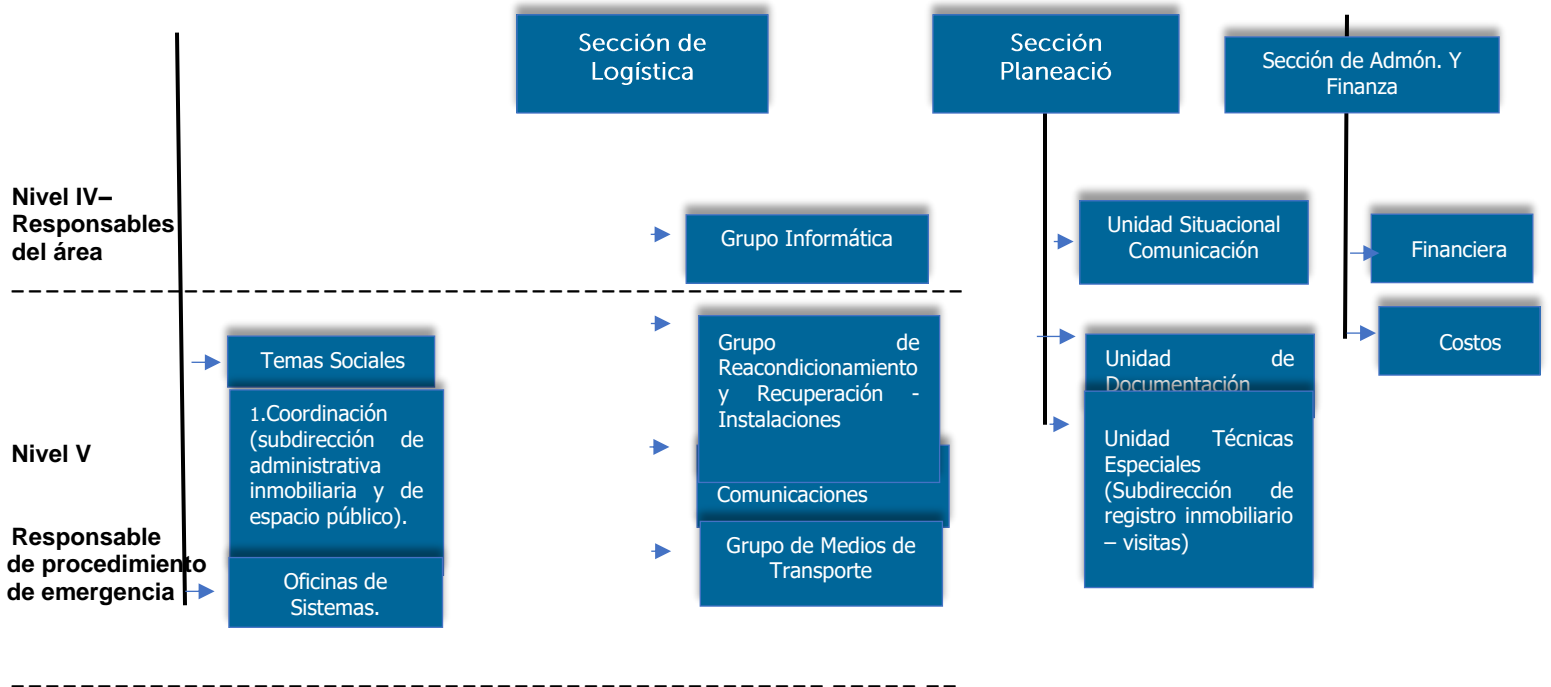 Sección de
Logística
Sección
Planeació
Sección de Admón. Y
Finanza
Nivel IV–
Responsables
del área
Grupo Informática
Unidad Situacional
Comunicación
Financiera
Temas Sociales
Grupo de
Reacondicionamiento
y Recuperación -
Instalaciones
Unidad de
Documentación
Costos
1.Coordinación
(subdirección de
administrativa
inmobiliaria y de
espacio público).
Nivel V
Comunicaciones
Unidad Técnicas
Especiales
(Subdirección de
registro inmobiliario
– visitas)
Responsable
de procedimiento
de emergencia
Oficinas de
Sistemas.
Grupo de Medios de
Transporte